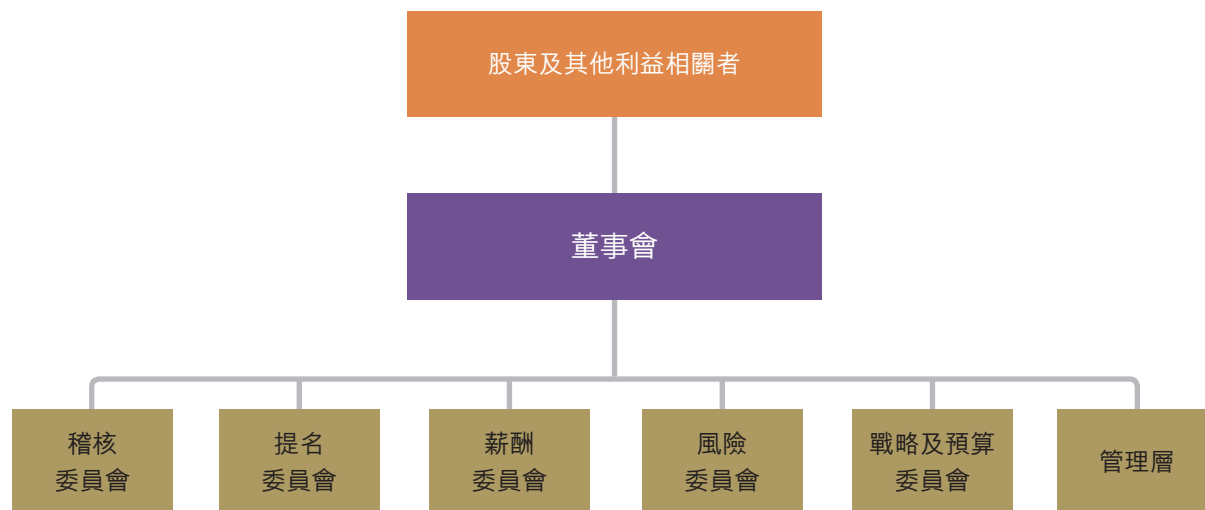 股東及其他利益相關者
董事會
稽核
委員會
提名
委員會
薪酬
委員會
風險
委員會
戰略及預算
委員會
管理層